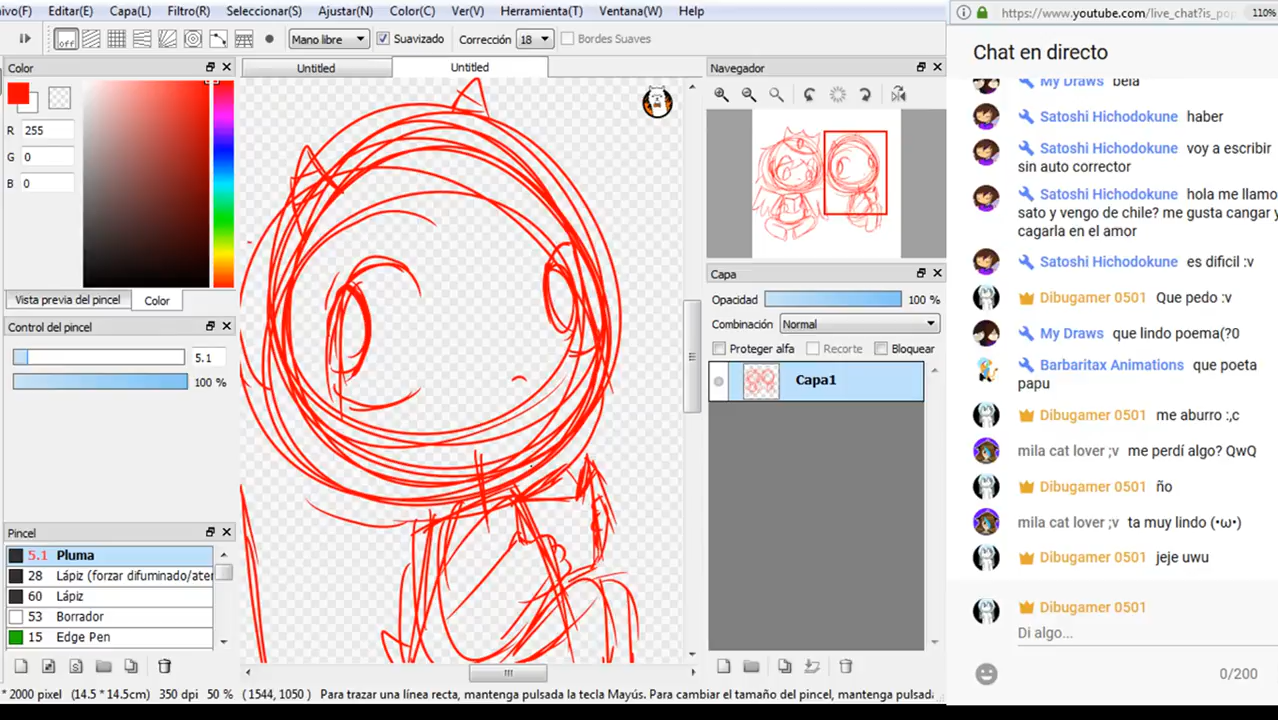 ivo(F) Editar(E) Capa(L) Filtro(R) Seleccionar(S) Ajustar(N) Color(C) Ver(V) Herramienta(T) Ventana(W) Help
off Mano libre Suavizado Corrección 18 Bordes Suaves
Color
Untitled Untitled
R 255
G 0
B 0
Vista previa del pincel Color
Control del pincel
5.1
100 %
Pincel
5.1 Pluma
28 Lápiz (forzar difuminado/ater
60 Lápiz
53 Borrador
15 Edge Pen
Navegador
Capa
Opacidad 100 %
Combinación Normal
Proteger alfa Recorte Bloquear
Capa1
* 2000 pixel (14.5 * 14.5cm) 350 dpi 50 % (1544, 1050) Para trazar una línea recta, mantenga pulsada la tecla Mayús. Para cambiar el tamaño del pincel, mantenga pulsada
https://www.youtube.com/live_chat?is_pop 110%
Chat en directo
My Draws bela
Satoshi Hichodokune haber
Satoshi Hichodokune voy a escribir
sin auto corrector
Satoshi Hichodokune hola me llamo
sato y vengo de chile? me gusta cangar y
cagarla en el amor
Satoshi Hichodokune es dificil :v
Dibugamer 0501 Que pedo :v
My Draws que lindo poema(?0
Barbaritax Animations que poeta
papu
Dibugamer 0501 me aburro :,c
mila cat lover ;v me perdí algo? QwQ
Dibugamer 0501 ño
mila cat lover ;v ta muy lindo (•ω•)
Dibugamer 0501 jeje uwu
Dibugamer 0501
Di algo...
0/200